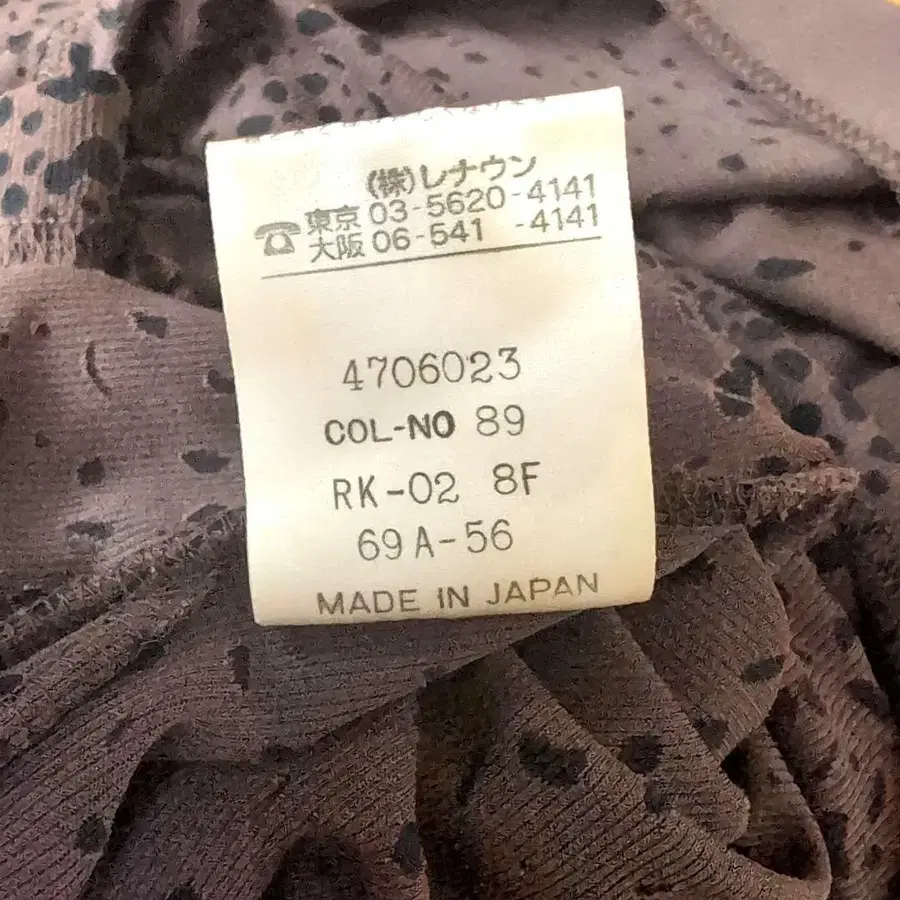 (株)レナウン
☎ 東京 03-5620-4141
大阪 06-541 -4141
4706023
COL-NO 89
RK-02 8F
69A-56
MADE IN JAPAN